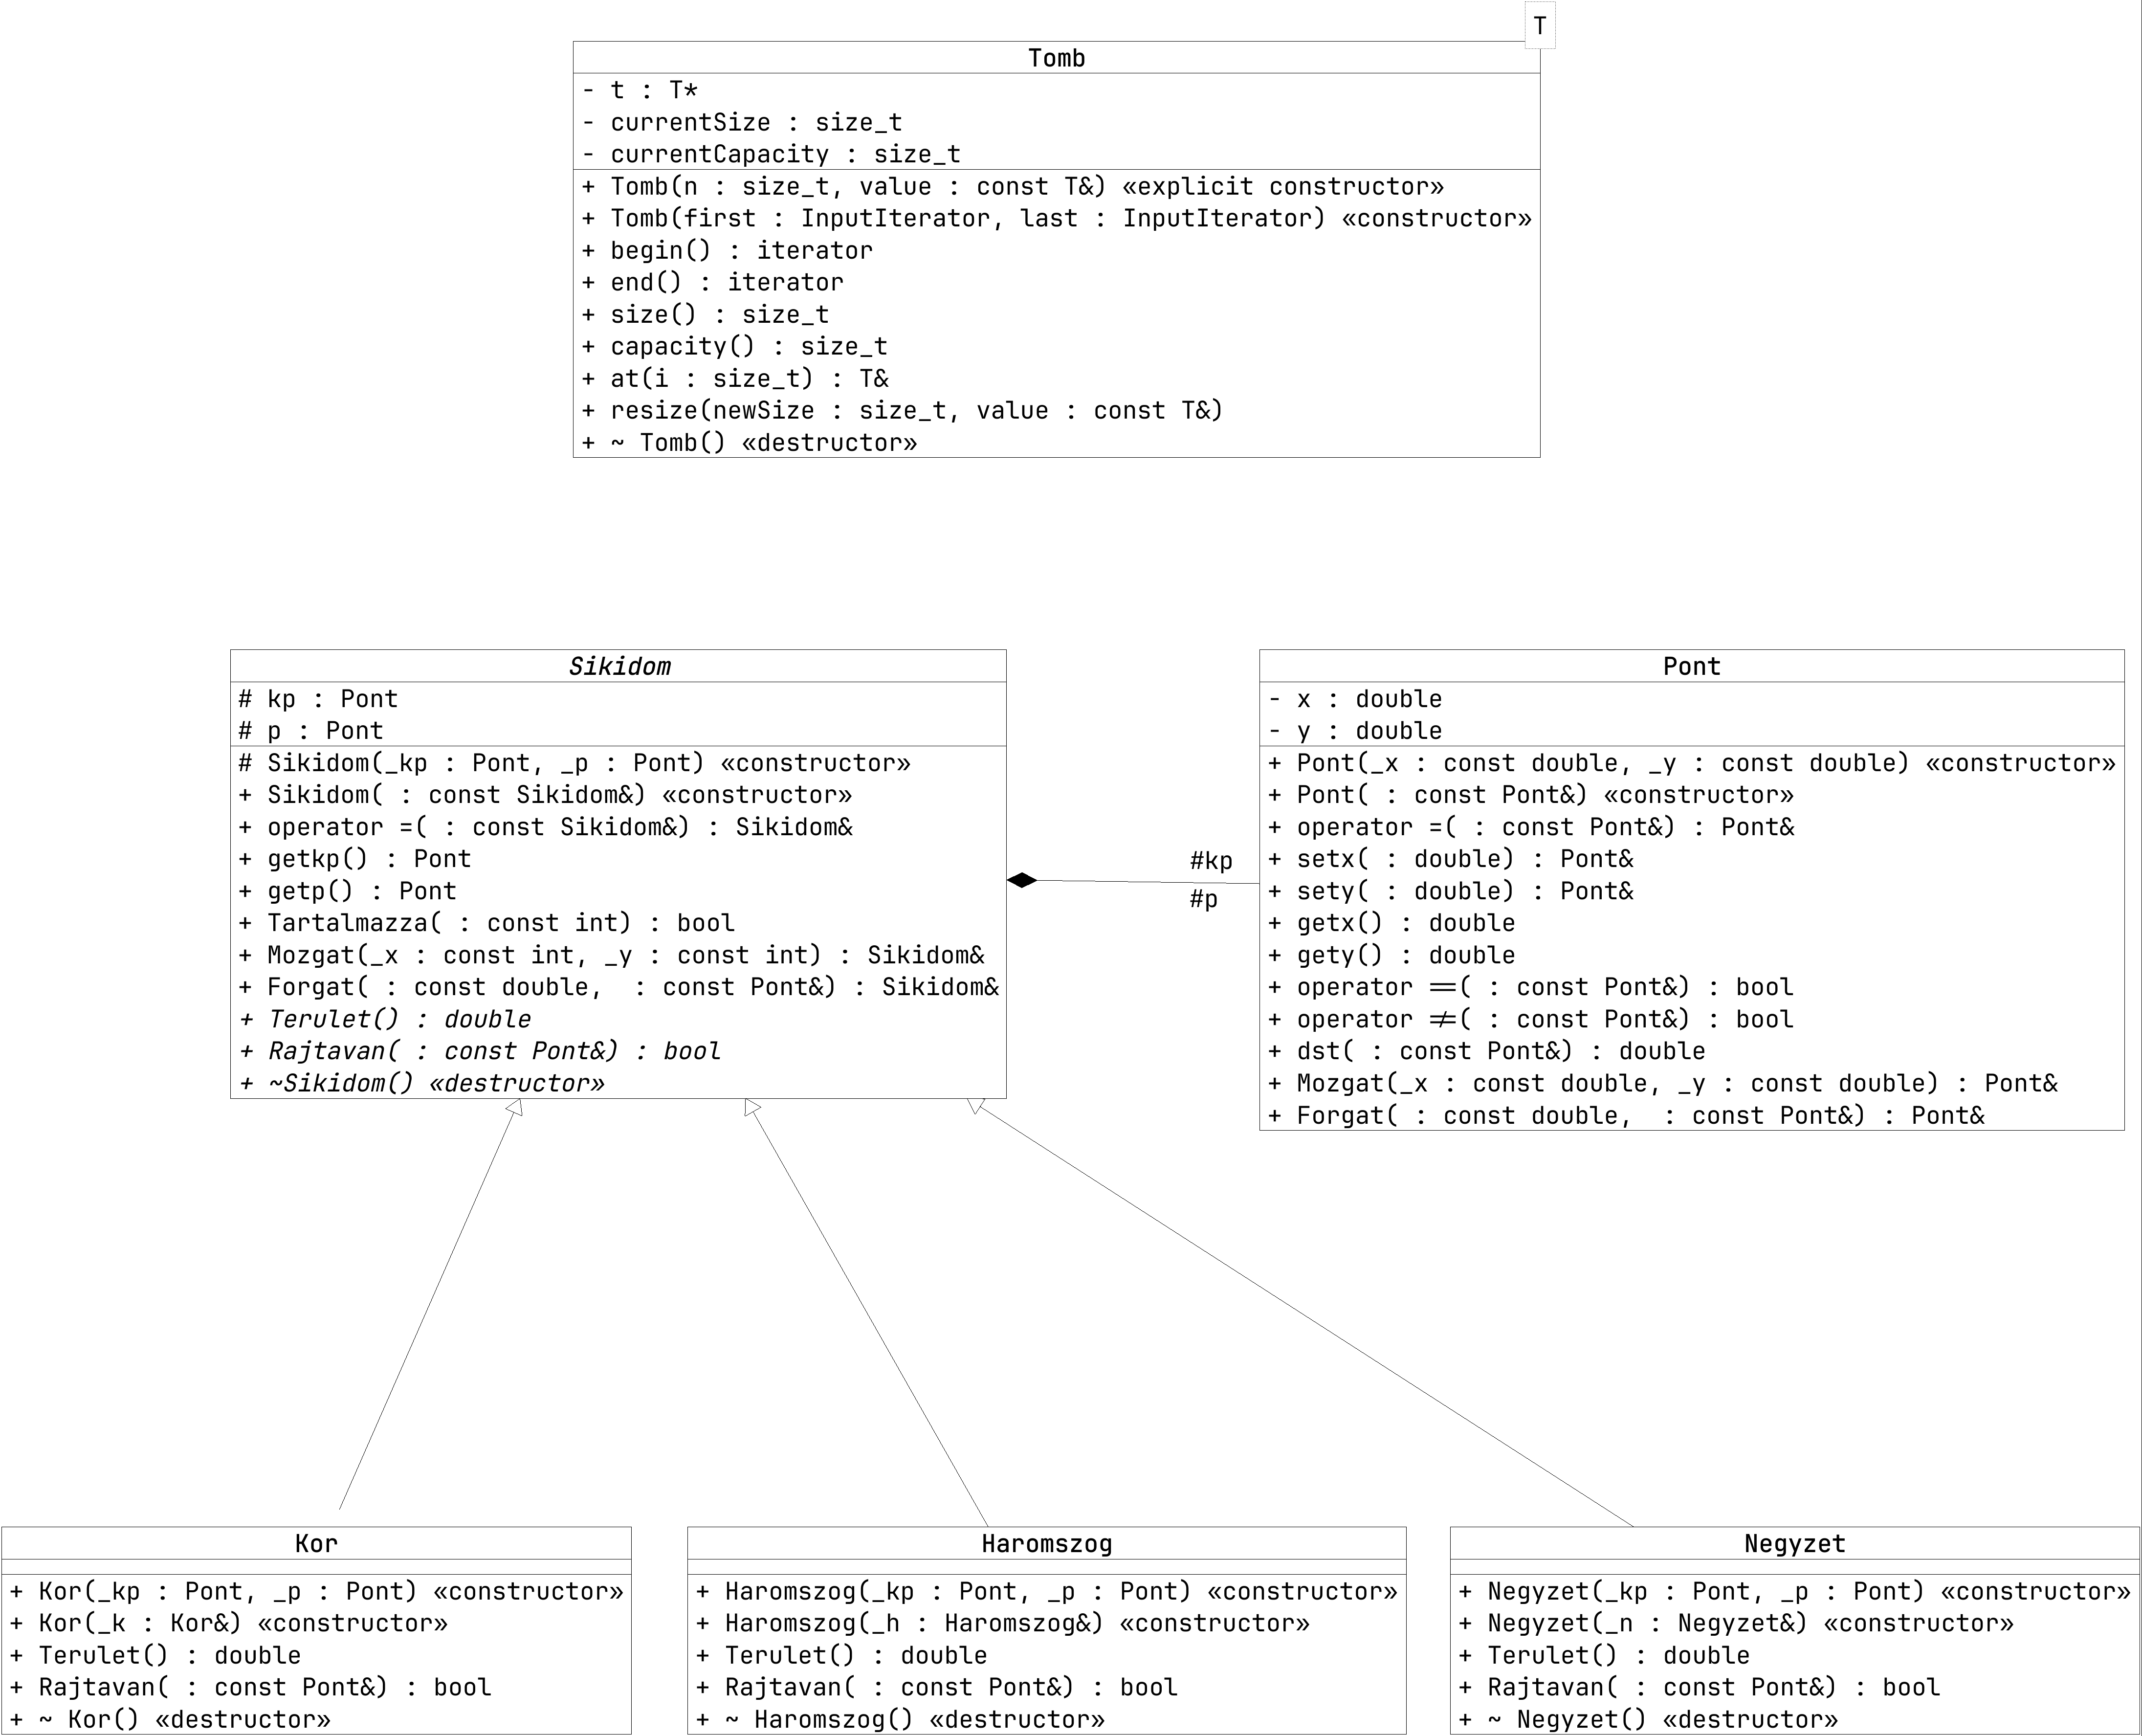 T
Tomb
- t : T*
- currentSize : size_t
- currentCapacity : size_t
+ Tomb(n : size_t, value : const T&) «explicit constructor»
+ Tomb(first : InputIterator, last : InputIterator) «constructor»
+ begin() : iterator
+ end() : iterator
+ size() : size_t
+ capacity() : size_t
+ at(i : size_t) : T&
+ resize(newSize : size_t, value : const T&)
+ ~ Tomb() «destructor»
Sikidom
# kp : Pont
# p : Pont
# Sikidom(_kp : Pont, _p : Pont) «constructor»
+ Sikidom( : const Sikidom&) «constructor»
+ operator =( : const Sikidom&) : Sikidom&
+ getkp() : Pont
+ getp() : Pont
+ Tartalmazza( : const int) : bool
+ Mozgat(_x : const int, _y : const int) : Sikidom&
+ Forgat( : const double,  : const Pont&) : Sikidom&
+ Terulet() : double
+ Rajtavan( : const Pont&) : bool
+ ~Sikidom() «destructor»
#kp
#p
Pont
- x : double
- y : double
+ Pont(_x : const double, _y : const double) «constructor»
+ Pont( : const Pont&) «constructor»
+ operator =( : const Pont&) : Pont&
+ setx( : double) : Pont&
+ sety( : double) : Pont&
+ getx() : double
+ gety() : double
+ operator ==( : const Pont&) : bool
+ operator !=( : const Pont&) : bool
+ dst( : const Pont&) : double
+ Mozgat(_x : const double, _y : const double) : Pont&
+ Forgat( : const double,  : const Pont&) : Pont&
Kor
+ Kor(_kp : Pont, _p : Pont) «constructor»
+ Kor(_k : Kor&) «constructor»
+ Terulet() : double
+ Rajtavan( : const Pont&) : bool
+ ~ Kor() «destructor»
Haromszog
+ Haromszog(_kp : Pont, _p : Pont) «constructor»
+ Haromszog(_h : Haromszog&) «constructor»
+ Terulet() : double
+ Rajtavan( : const Pont&) : bool
+ ~ Haromszog() «destructor»
Negyzet
+ Negyzet(_kp : Pont, _p : Pont) «constructor»
+ Negyzet(_n : Negyzet&) «constructor»
+ Terulet() : double
+ Rajtavan( : const Pont&) : bool
+ ~ Negyzet() «destructor»